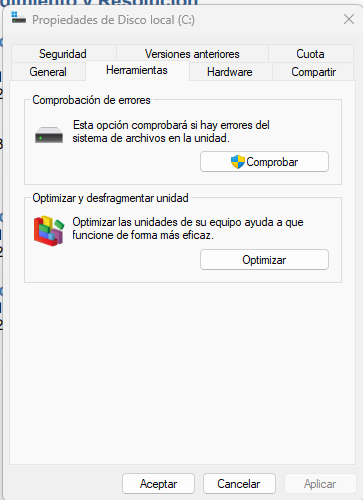 dimiento y Resolución
Propiedades de Disco local (C:)
Seguridad
Versiones anteriores
Cuota
General
Herramientas
Hardware
Compartir
Comprobación de errores
Esta opción comprobará si hay errores del
sistema de archivos en la unidad.
Comprobar
Optimizar y desfragmentar unidad
Optimizar las unidades de su equipo ayuda a que
funcione de forma más eficaz.
Optimizar
Aceptar
Cancelar
Aplicar